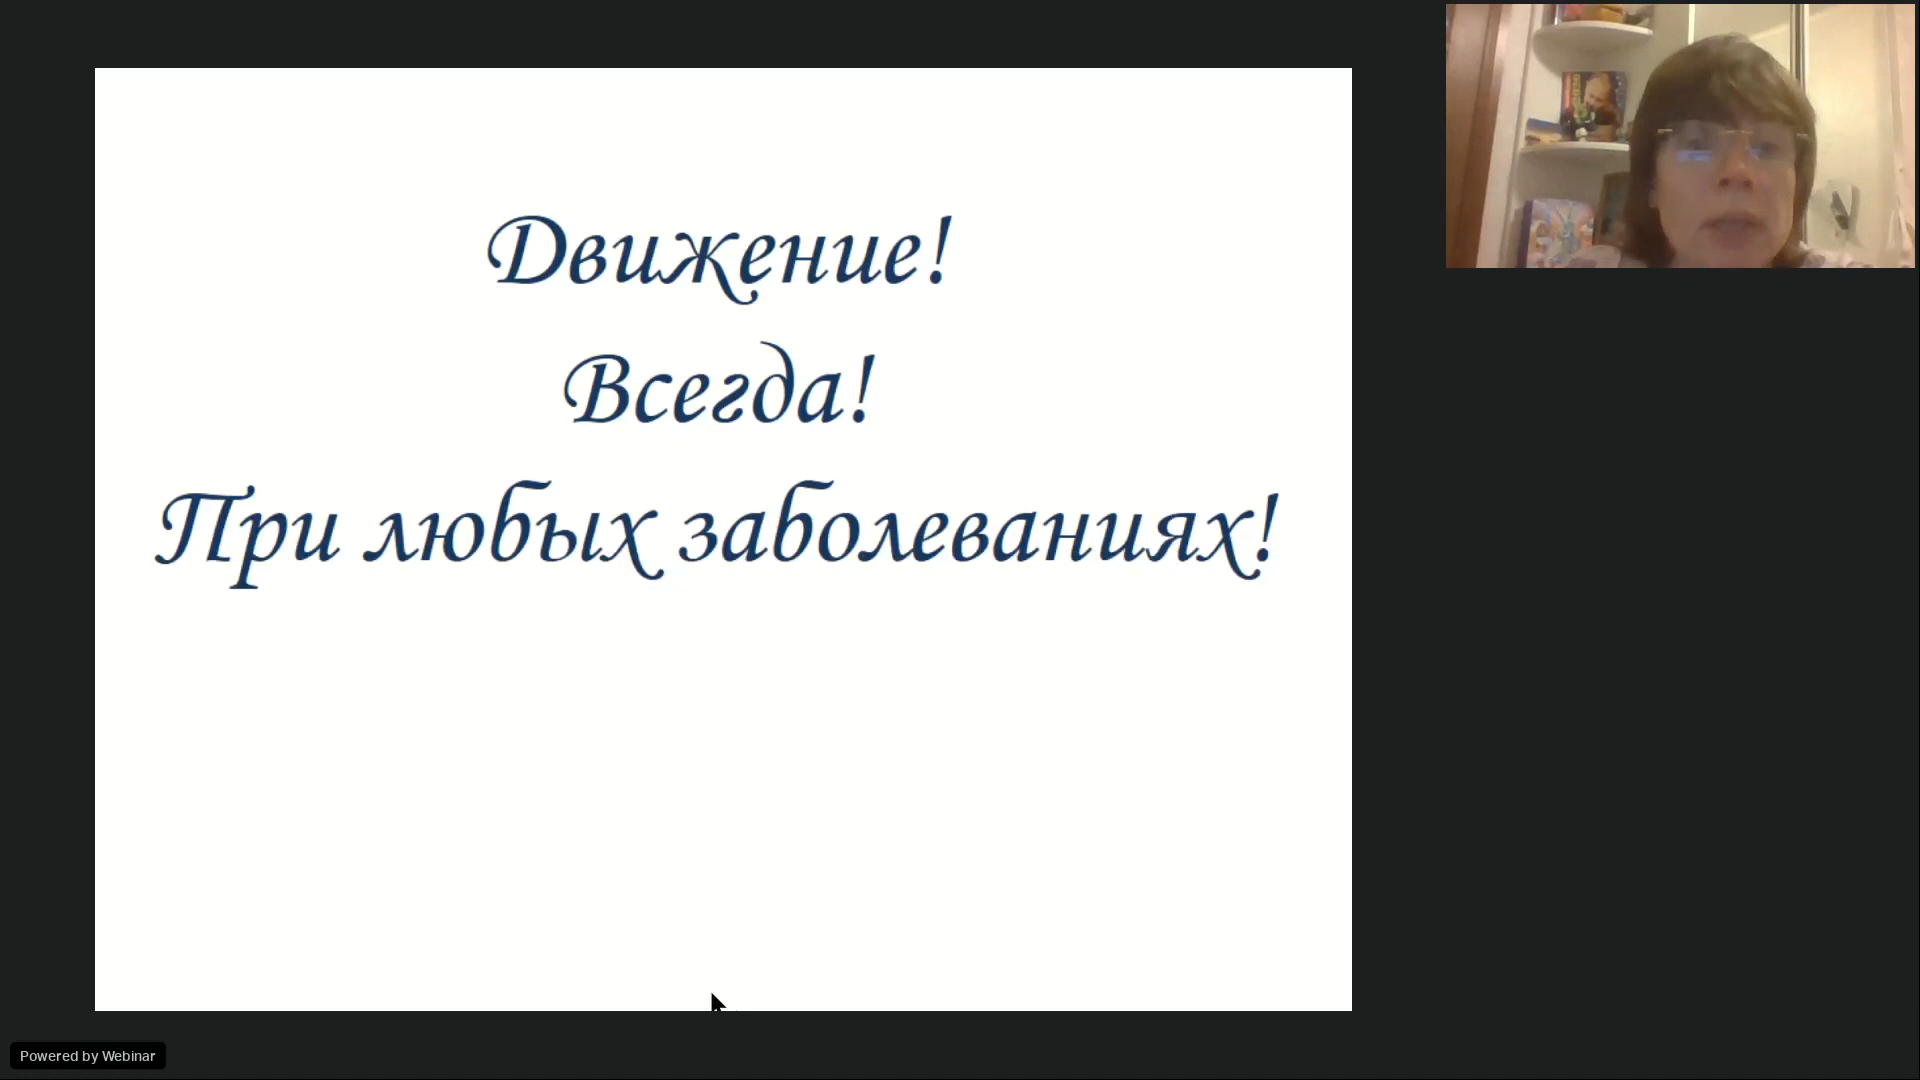 Движение!
Всегда!
При любых заболеваниях!
Powered by Webinar